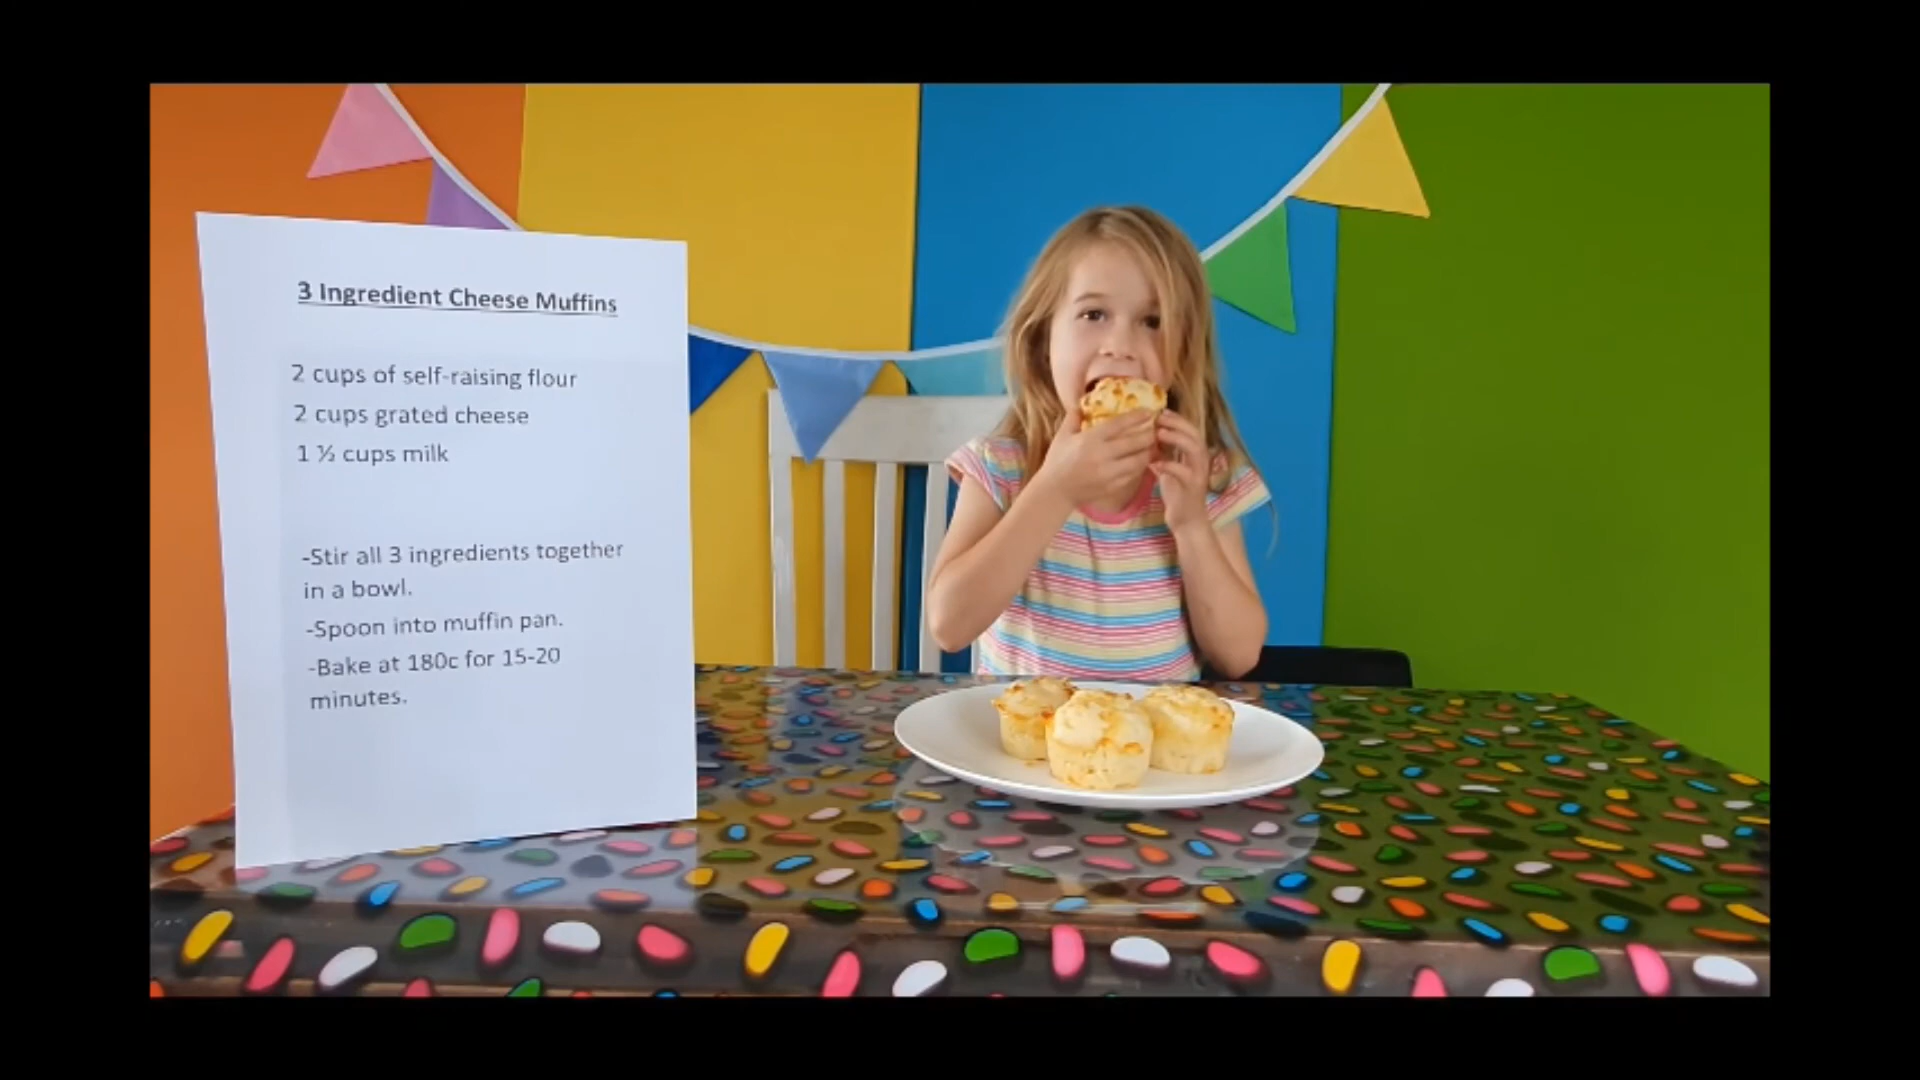 3 Ingredient Cheese Muffins
2 cups of self-raising flour
2 cups grated cheese
1 ½ cups milk
-Stir all 3 ingredients together
in a bowl.
-Spoon into muffin pan.
-Bake at 180c for 15-20
minutes.